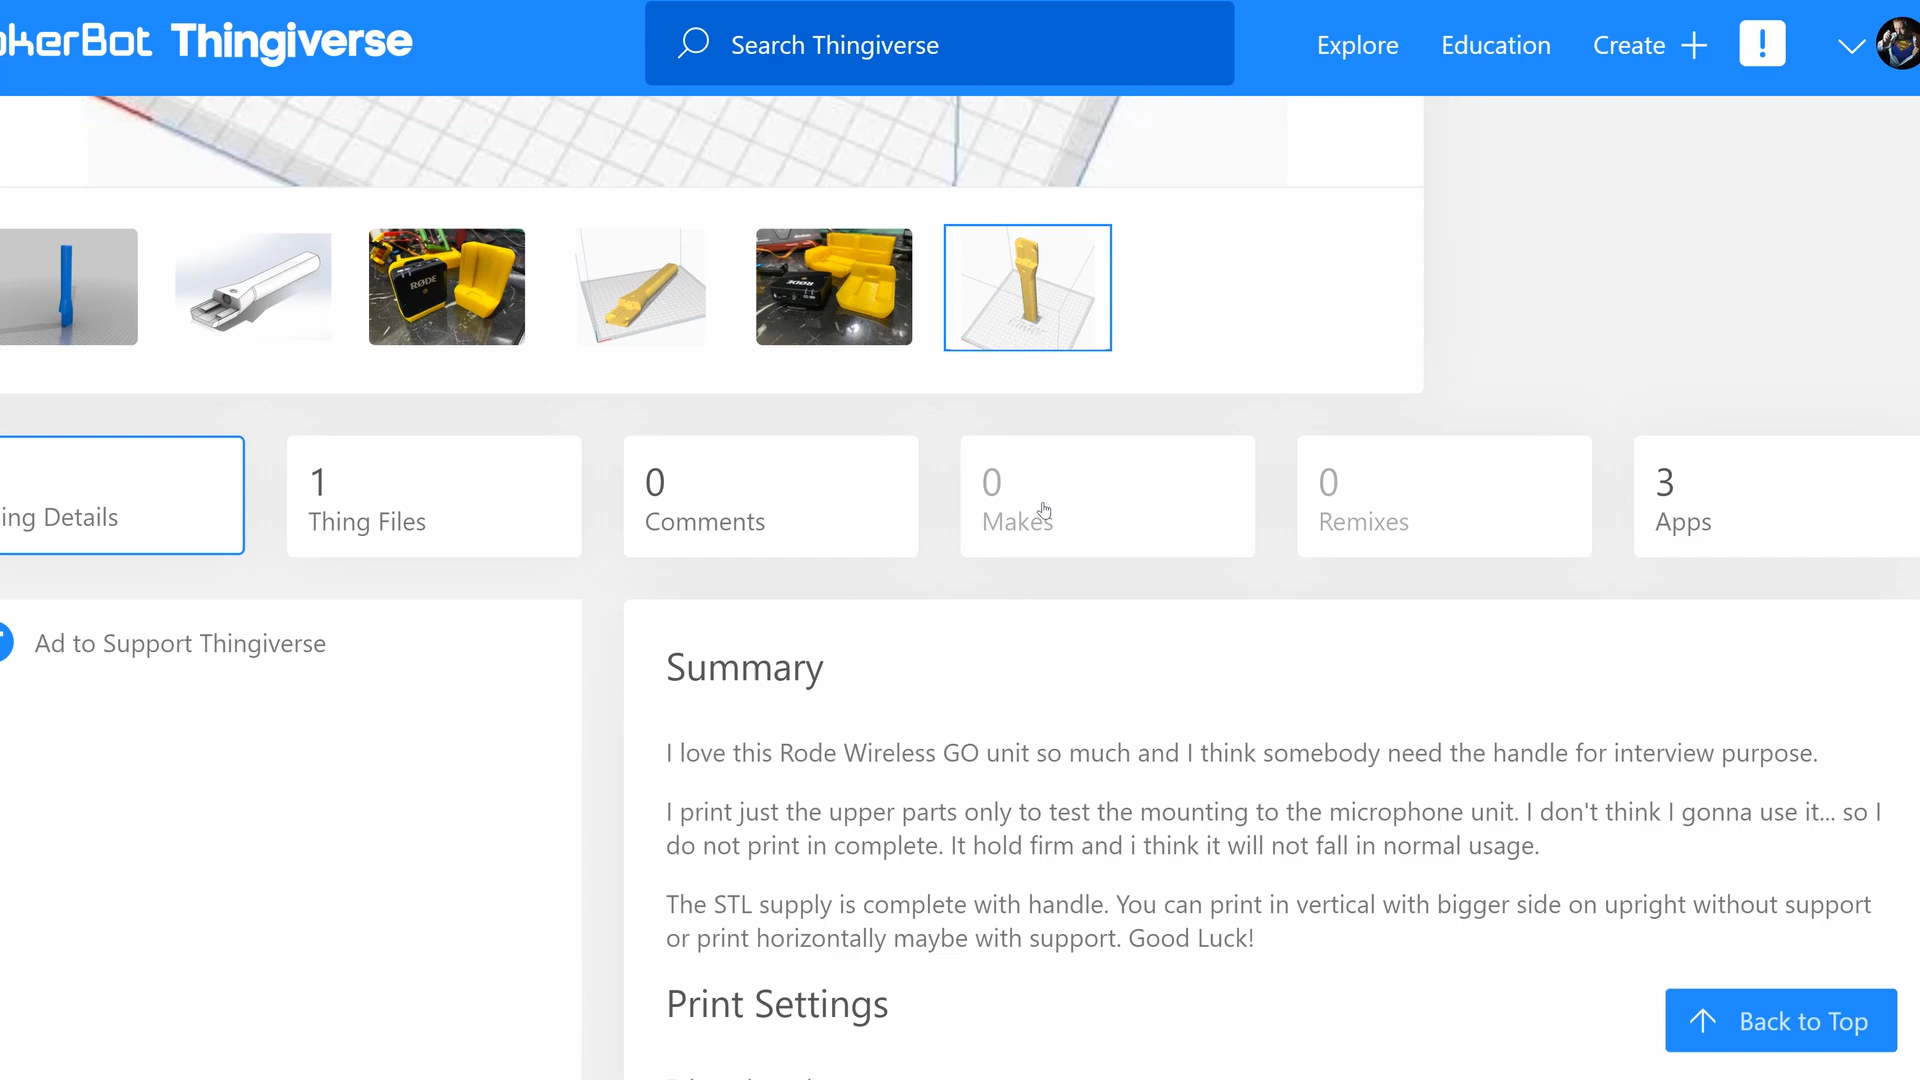 okerBot Thingiverse
Search Thingiverse
Explore
Education
Create
RØDE
1
0
0
0
3
ing Details
Thing Files
Comments
Makes
Remixes
Apps
Ad to Support Thingiverse
Summary
I love this Rode Wireless GO unit so much and I think somebody need the handle for interview purpose.
I print just the upper parts only to test the mounting to the microphone unit. I don't think I gonna use it... so I
do not print in complete. It hold firm and i think it will not fall in normal usage.
The STL supply is complete with handle. You can print in vertical with bigger side on upright without support
or print horizontally maybe with support. Good Luck!
Print Settings
Back to Top